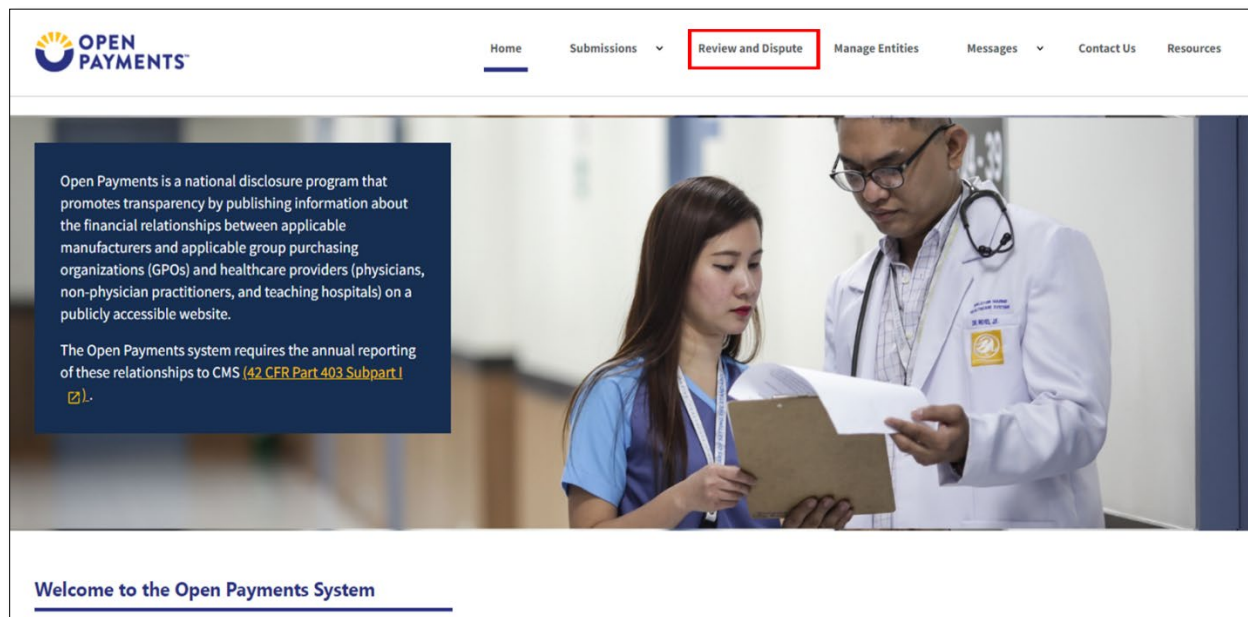 OPEN
PAYMENTS™
Home Submissions Review and Dispute Manage Entities Messages Contact Us Resources
Open Payments is a national disclosure program that
promotes transparency by publishing information about
the financial relationships between applicable
manufacturers and applicable group purchasing
organizations (GPOs) and healthcare providers (physicians,
non-physician practitioners, and teaching hospitals) on a
publicly accessible website.
The Open Payments system requires the annual reporting
of these relationships to CMS (42 CFR Part 403 Subpart I
).
Welcome to the Open Payments System